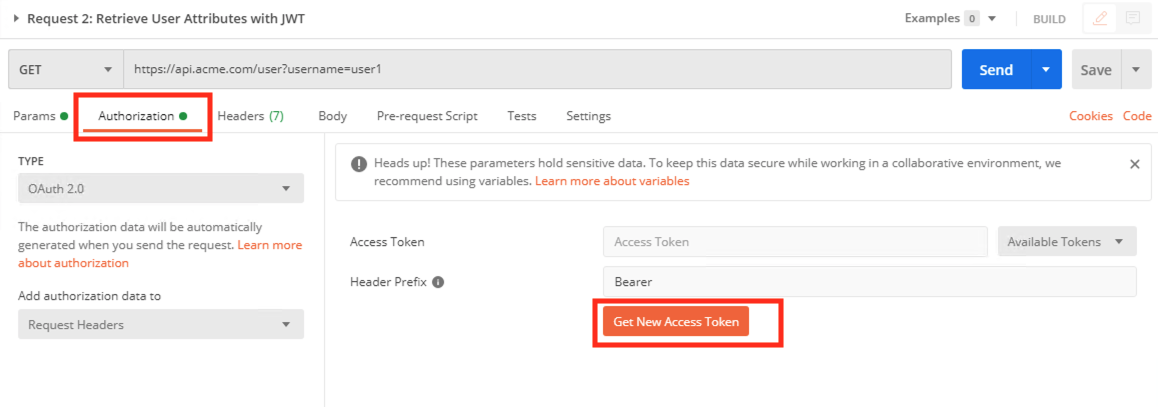 Request 2: Retrieve User Attributes with JWT
Examples 0
BUILD
GET
https://api.acme.com/user?username=user1
Send
Save
Params
Authorization
Headers (7)
Body
Pre-request Script
Tests
Settings
Cookies
Code
TYPE
OAuth 2.0
The authorization data will be automatically
generated when you send the request. Learn more
about authorization
Add authorization data to
Request Headers
Heads up! These parameters hold sensitive data. To keep this data secure while working in a collaborative environment, we
recommend using variables. Learn more about variables
Access Token
Access Token
Available Tokens
Header Prefix
Bearer
Get New Access Token